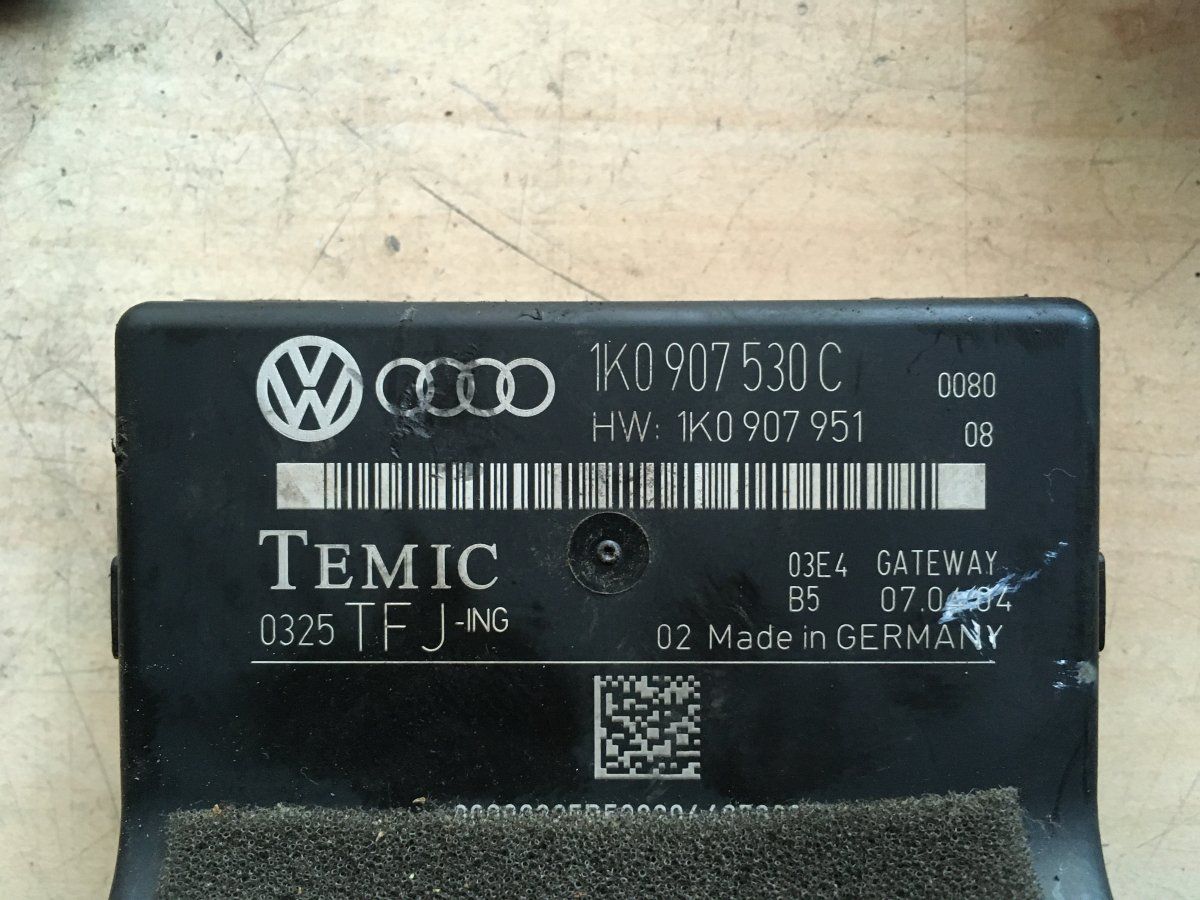 1K0 907 530 C 0080
HW: 1K0 907 951 08
TEMIC
03E4 GATEWAY
B5
0325 TFJ-ING
02 Made in GERMANY